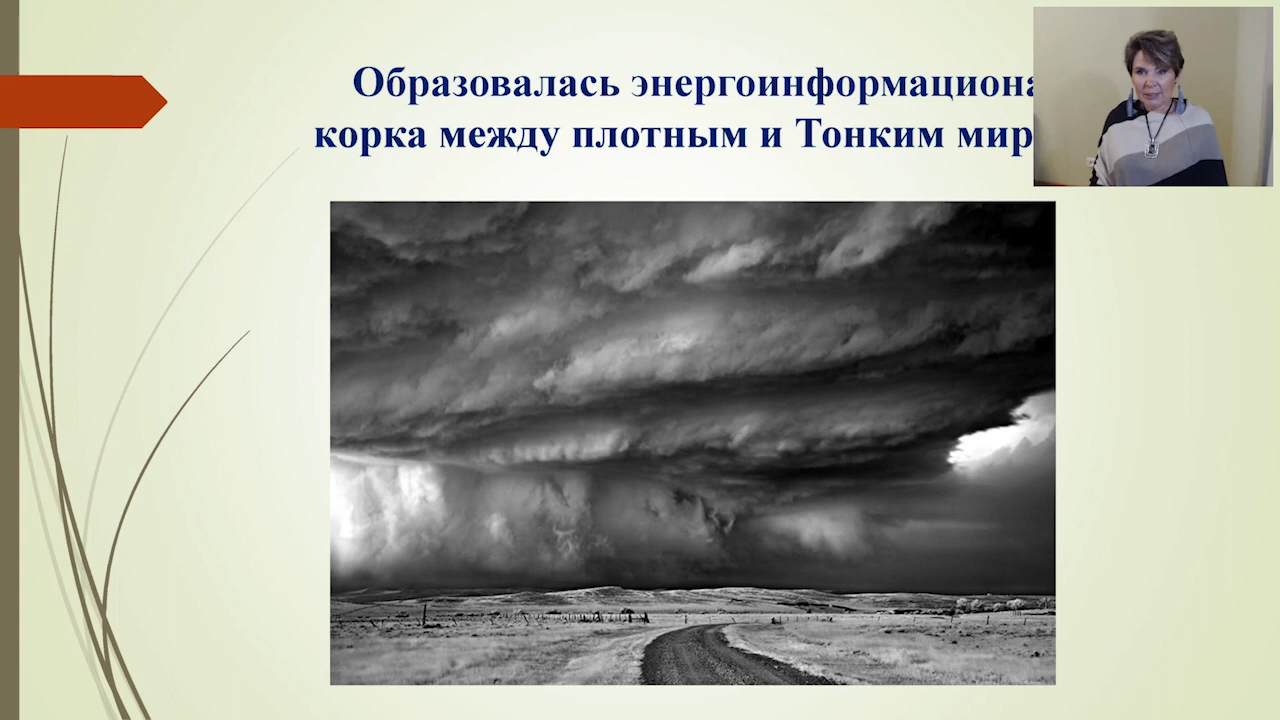 Образовалась энергоинформациона
корка между плотным и Тонким мир